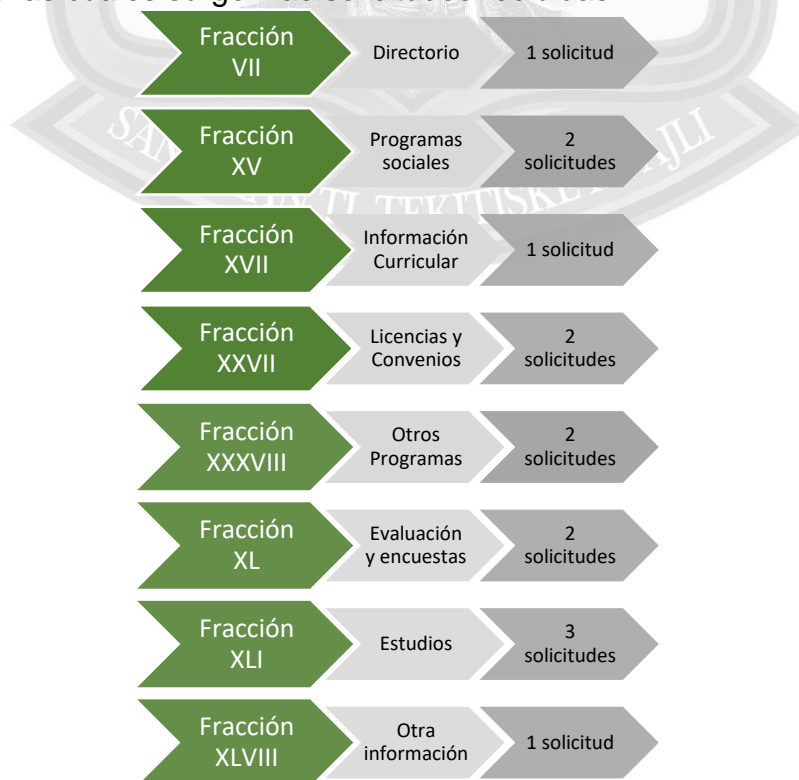 Fracción
VII
Directorio
1 solicitud
Fracción
XV
Programas
sociales
2
solicitudes
Fracción
XVII
Información
Curricular
1 solicitud
Fracción
XXVII
Licencias y
Convenios
2
solicitudes
Fracción
XXXVIII
Otros
Programas
2
solicitudes
Fracción
XL
Evaluación
y encuestas
2
solicitudes
Fracción
XLI
Estudios
3
solicitudes
Fracción
XLVIII
Otra
información
1 solicitud